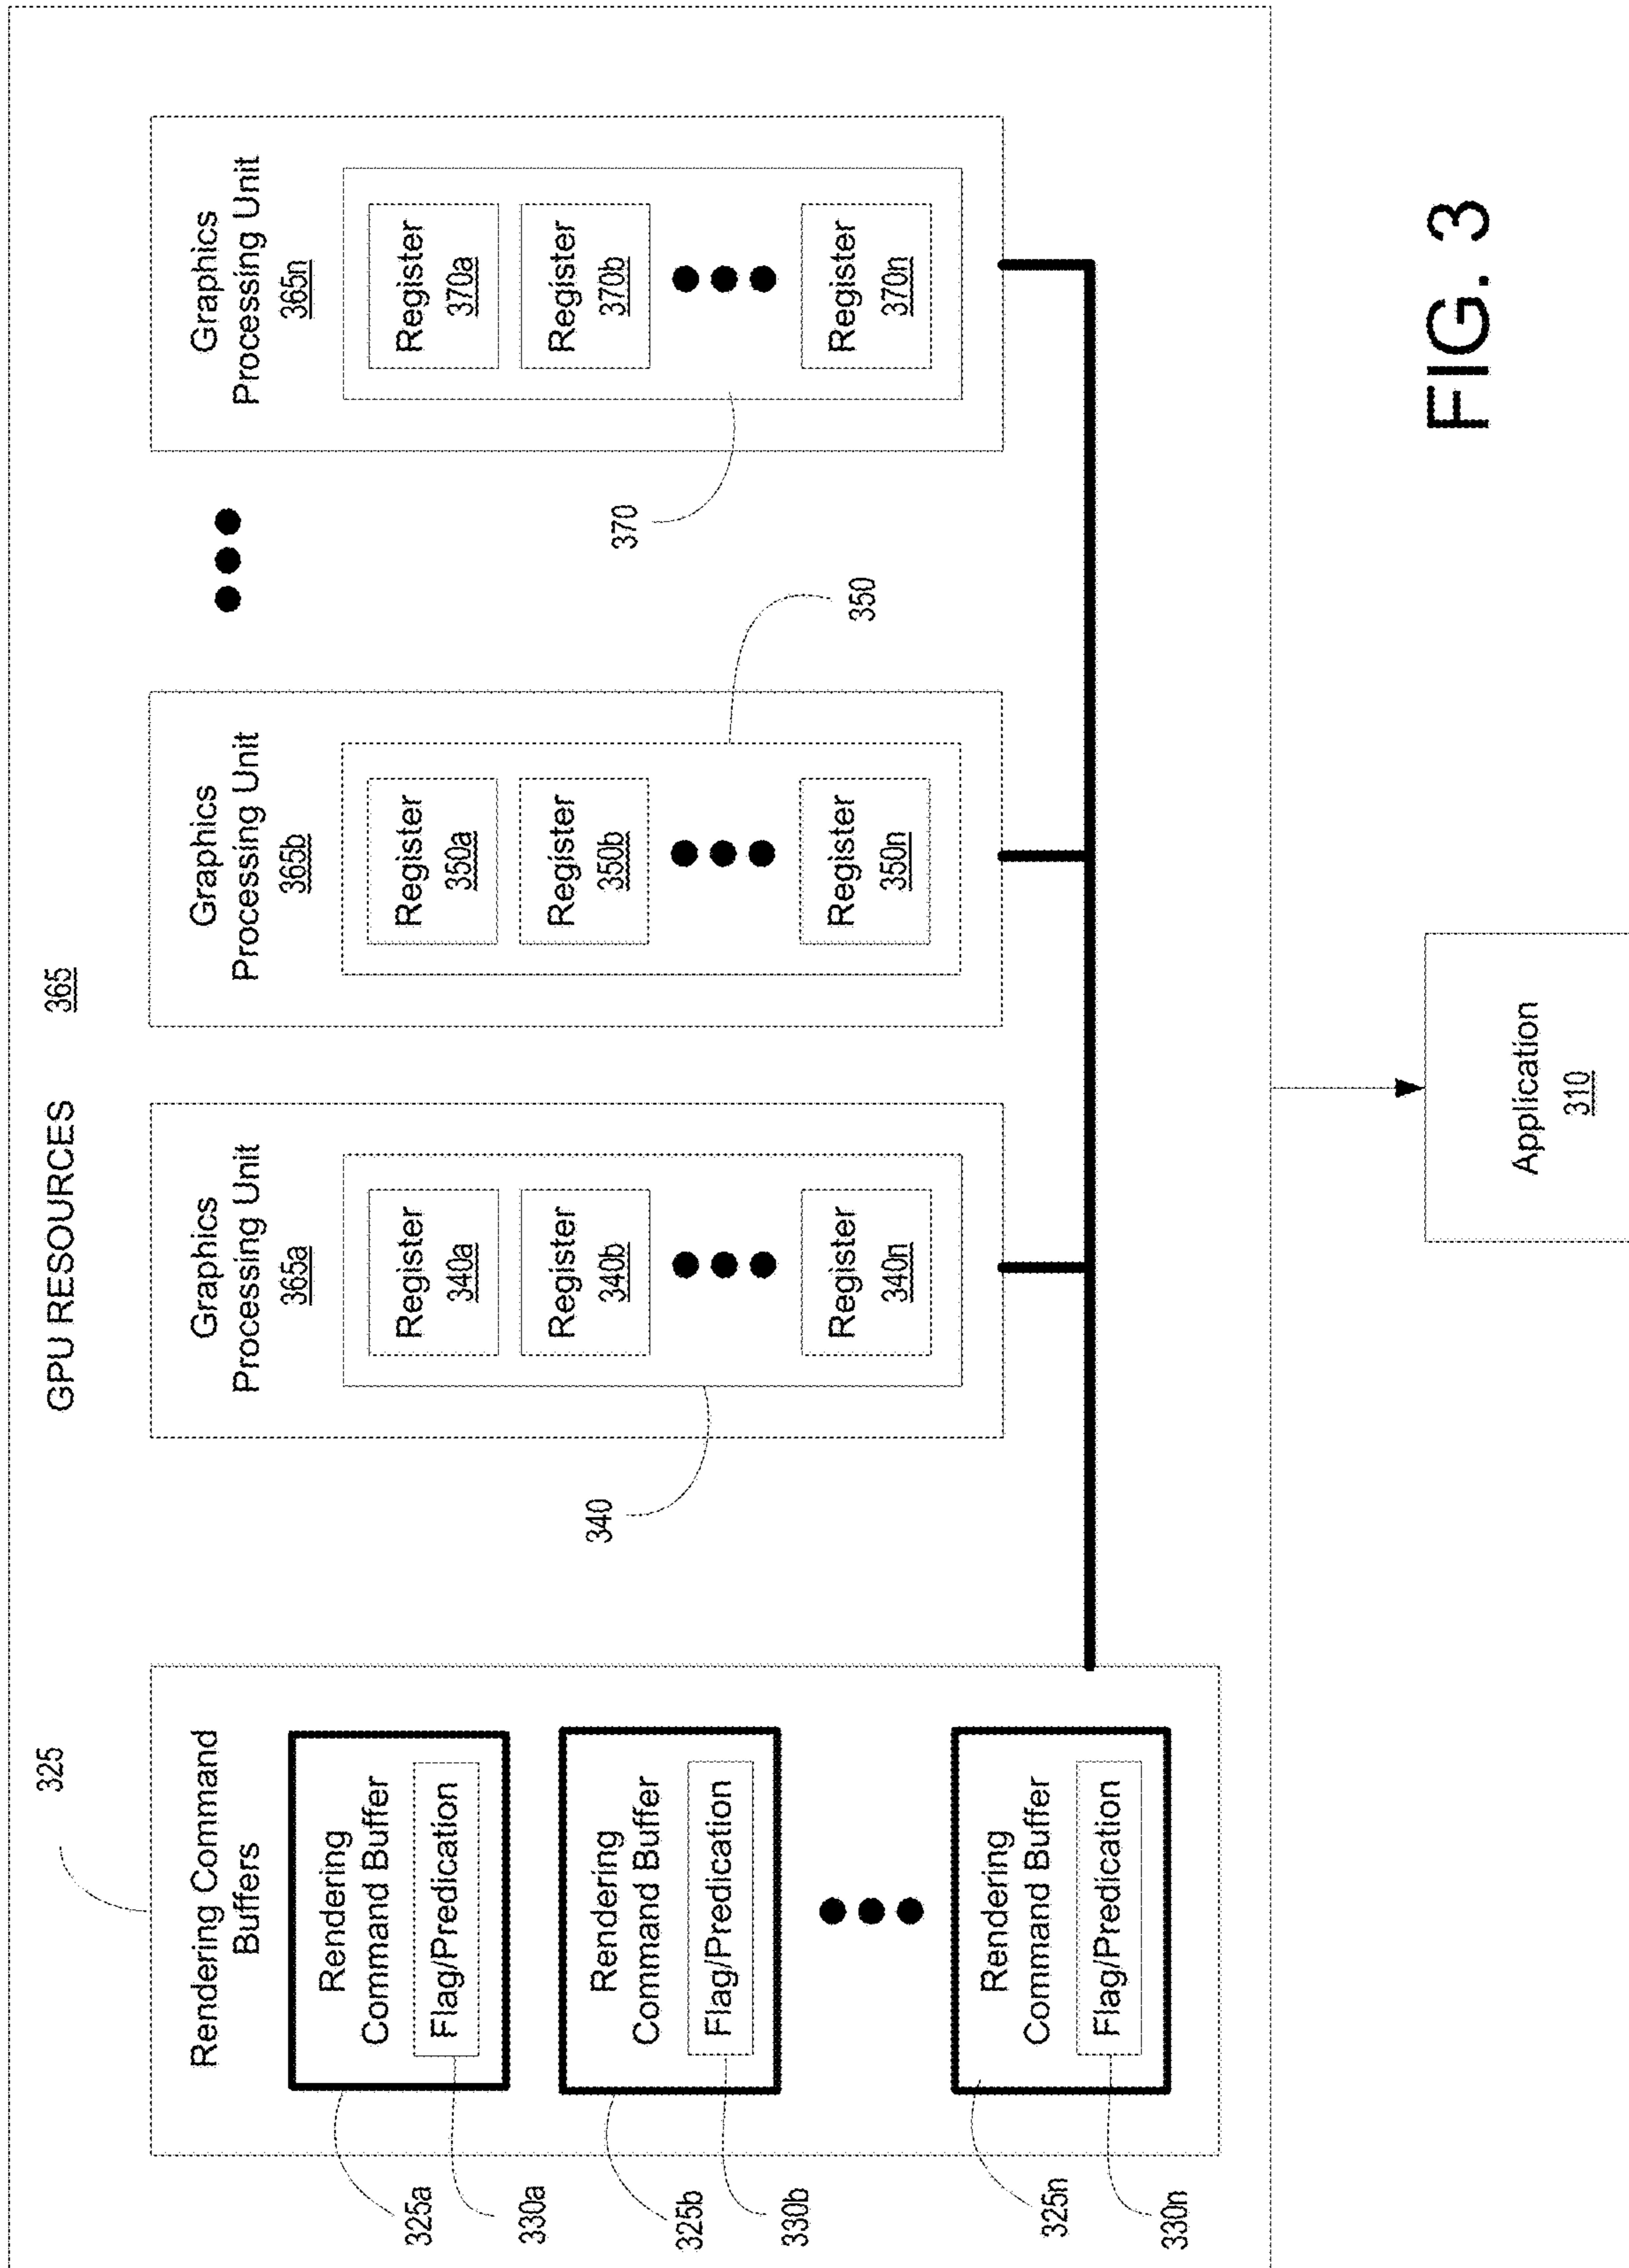 GPU RESOURCES 365
325
Rendering Command
Buffers
Rendering
Command Buffer
Flag/Predication
325a
330a
Rendering
Command Buffer
Flag/Predication
325b
330b
Rendering
Command Buffer
Flag/Predication
325n
330n
Graphics
Processing Unit
365a
Register
340a
Register
340b
Register
340n
340
Graphics
Processing Unit
365b
Register
350a
Register
350b
Register
350n
350
Graphics
Processing Unit
365n
Register
370a
Register
370b
Register
370n
370
Application
310
FIG. 3